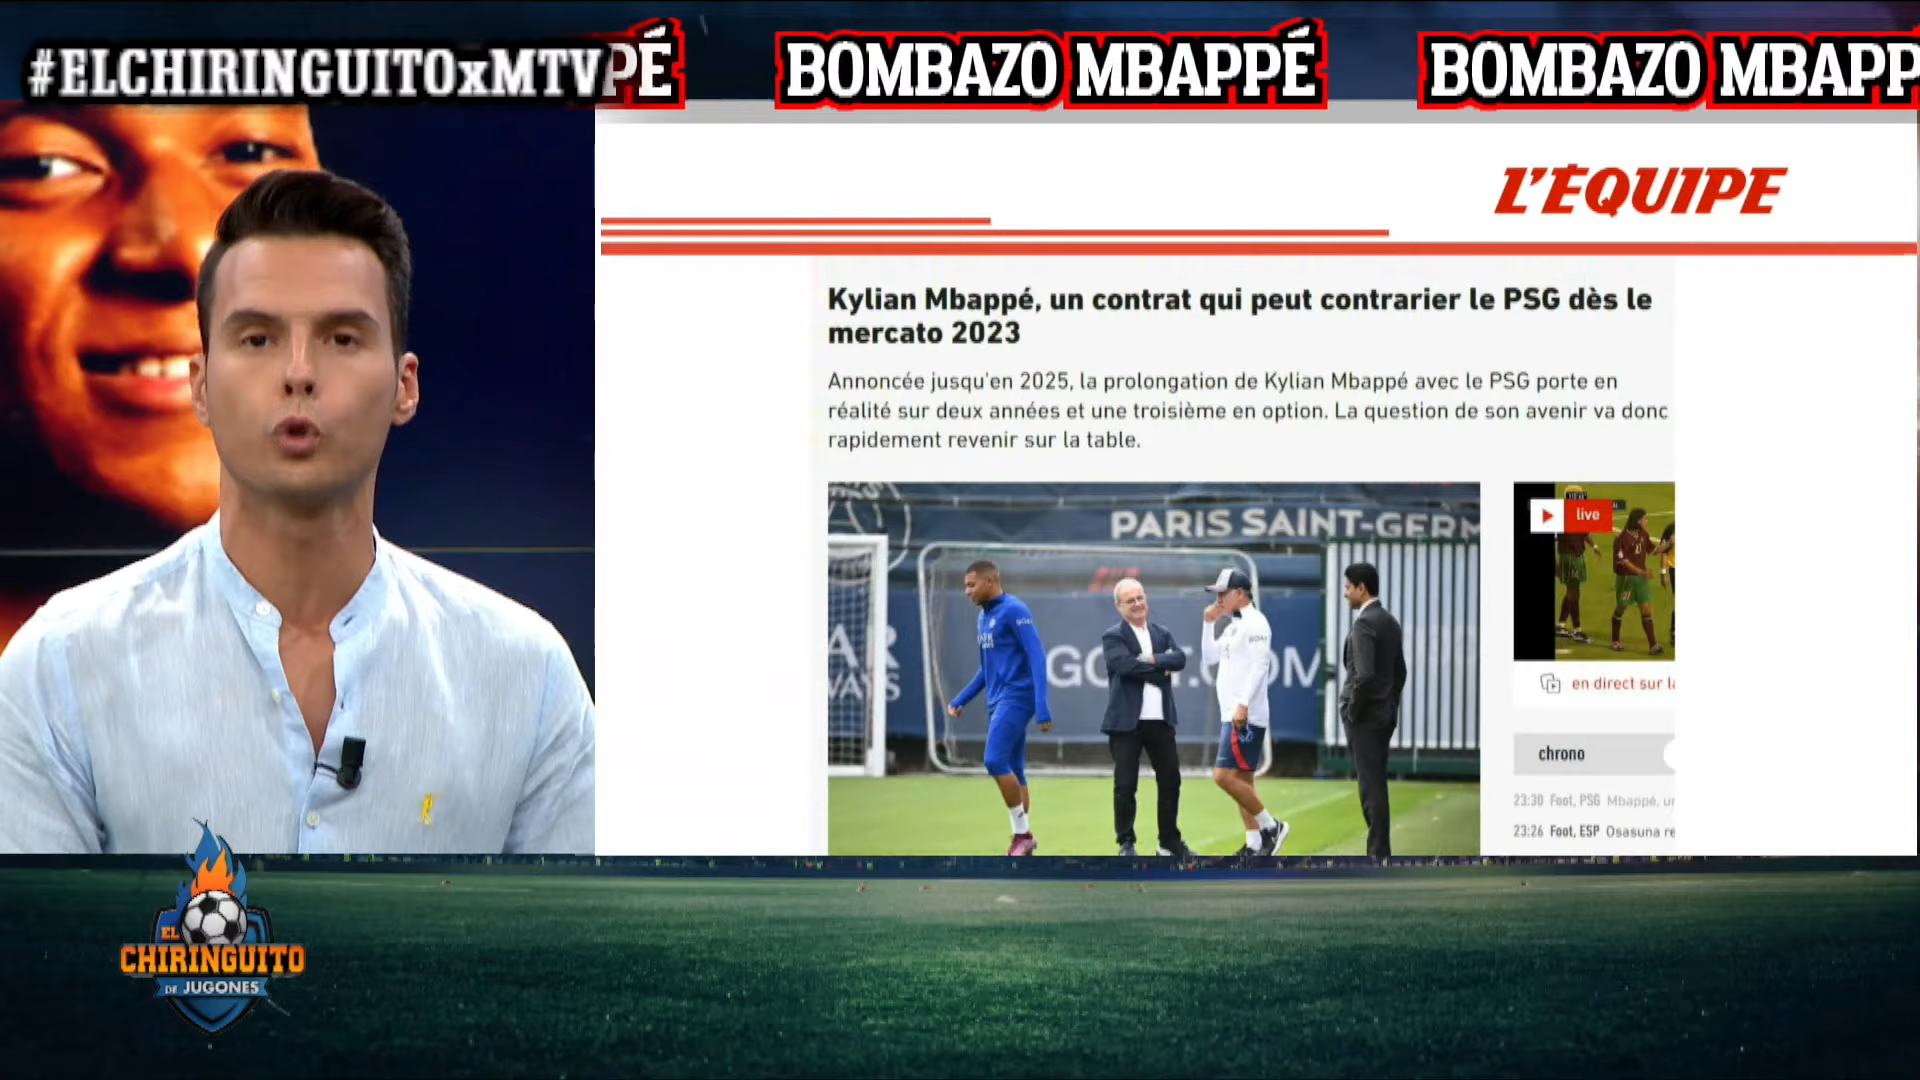 #ELCHIRINGUITOxMTV
PÉ
BOMBAZO MBAPPÉ
BOMBAZO MBAPP
L'ÉQUIPE
Kylian Mbappé, un contrat qui peut contrarier le PSG dès le
mercato 2023
Annoncée jusqu'en 2025, la prolongation de Kylian Mbappé avec le PSG porte en
réalité sur deux années et une troisième en option. La question de son avenir va donc
rapidement revenir sur la table.
PARIS SAINT-GERM
live
en direct sur la
chrono
23:30 Foot, PSG Mbappé, un
23:26 Foot, ESP Osasuna re
EL
CHIRINGUITO
DE JUGONES